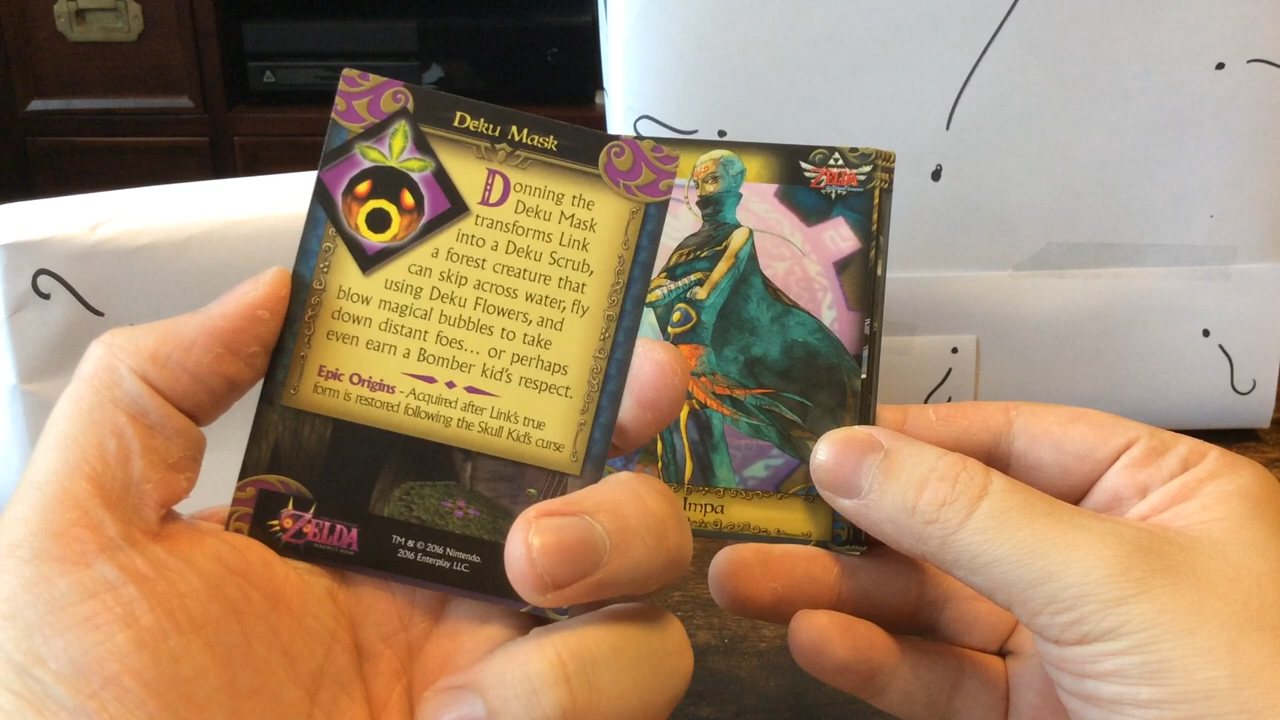 Deku Mask
Donning the
Deku Mask
transforms Link
into a Deku Scrub,
a forest creature that
can skip across water, fly
using Deku Flowers, and
blow magical bubbles to take
down distant foes... or perhaps
even earn a Bomber kid's respect.
Epic Origins - Acquired after Link's true
form is restored following the Skull Kid's curse
ZELDA
TM & © 2016 Nintendo.
2016 Enterplay LLC.
ZELDA
Impa